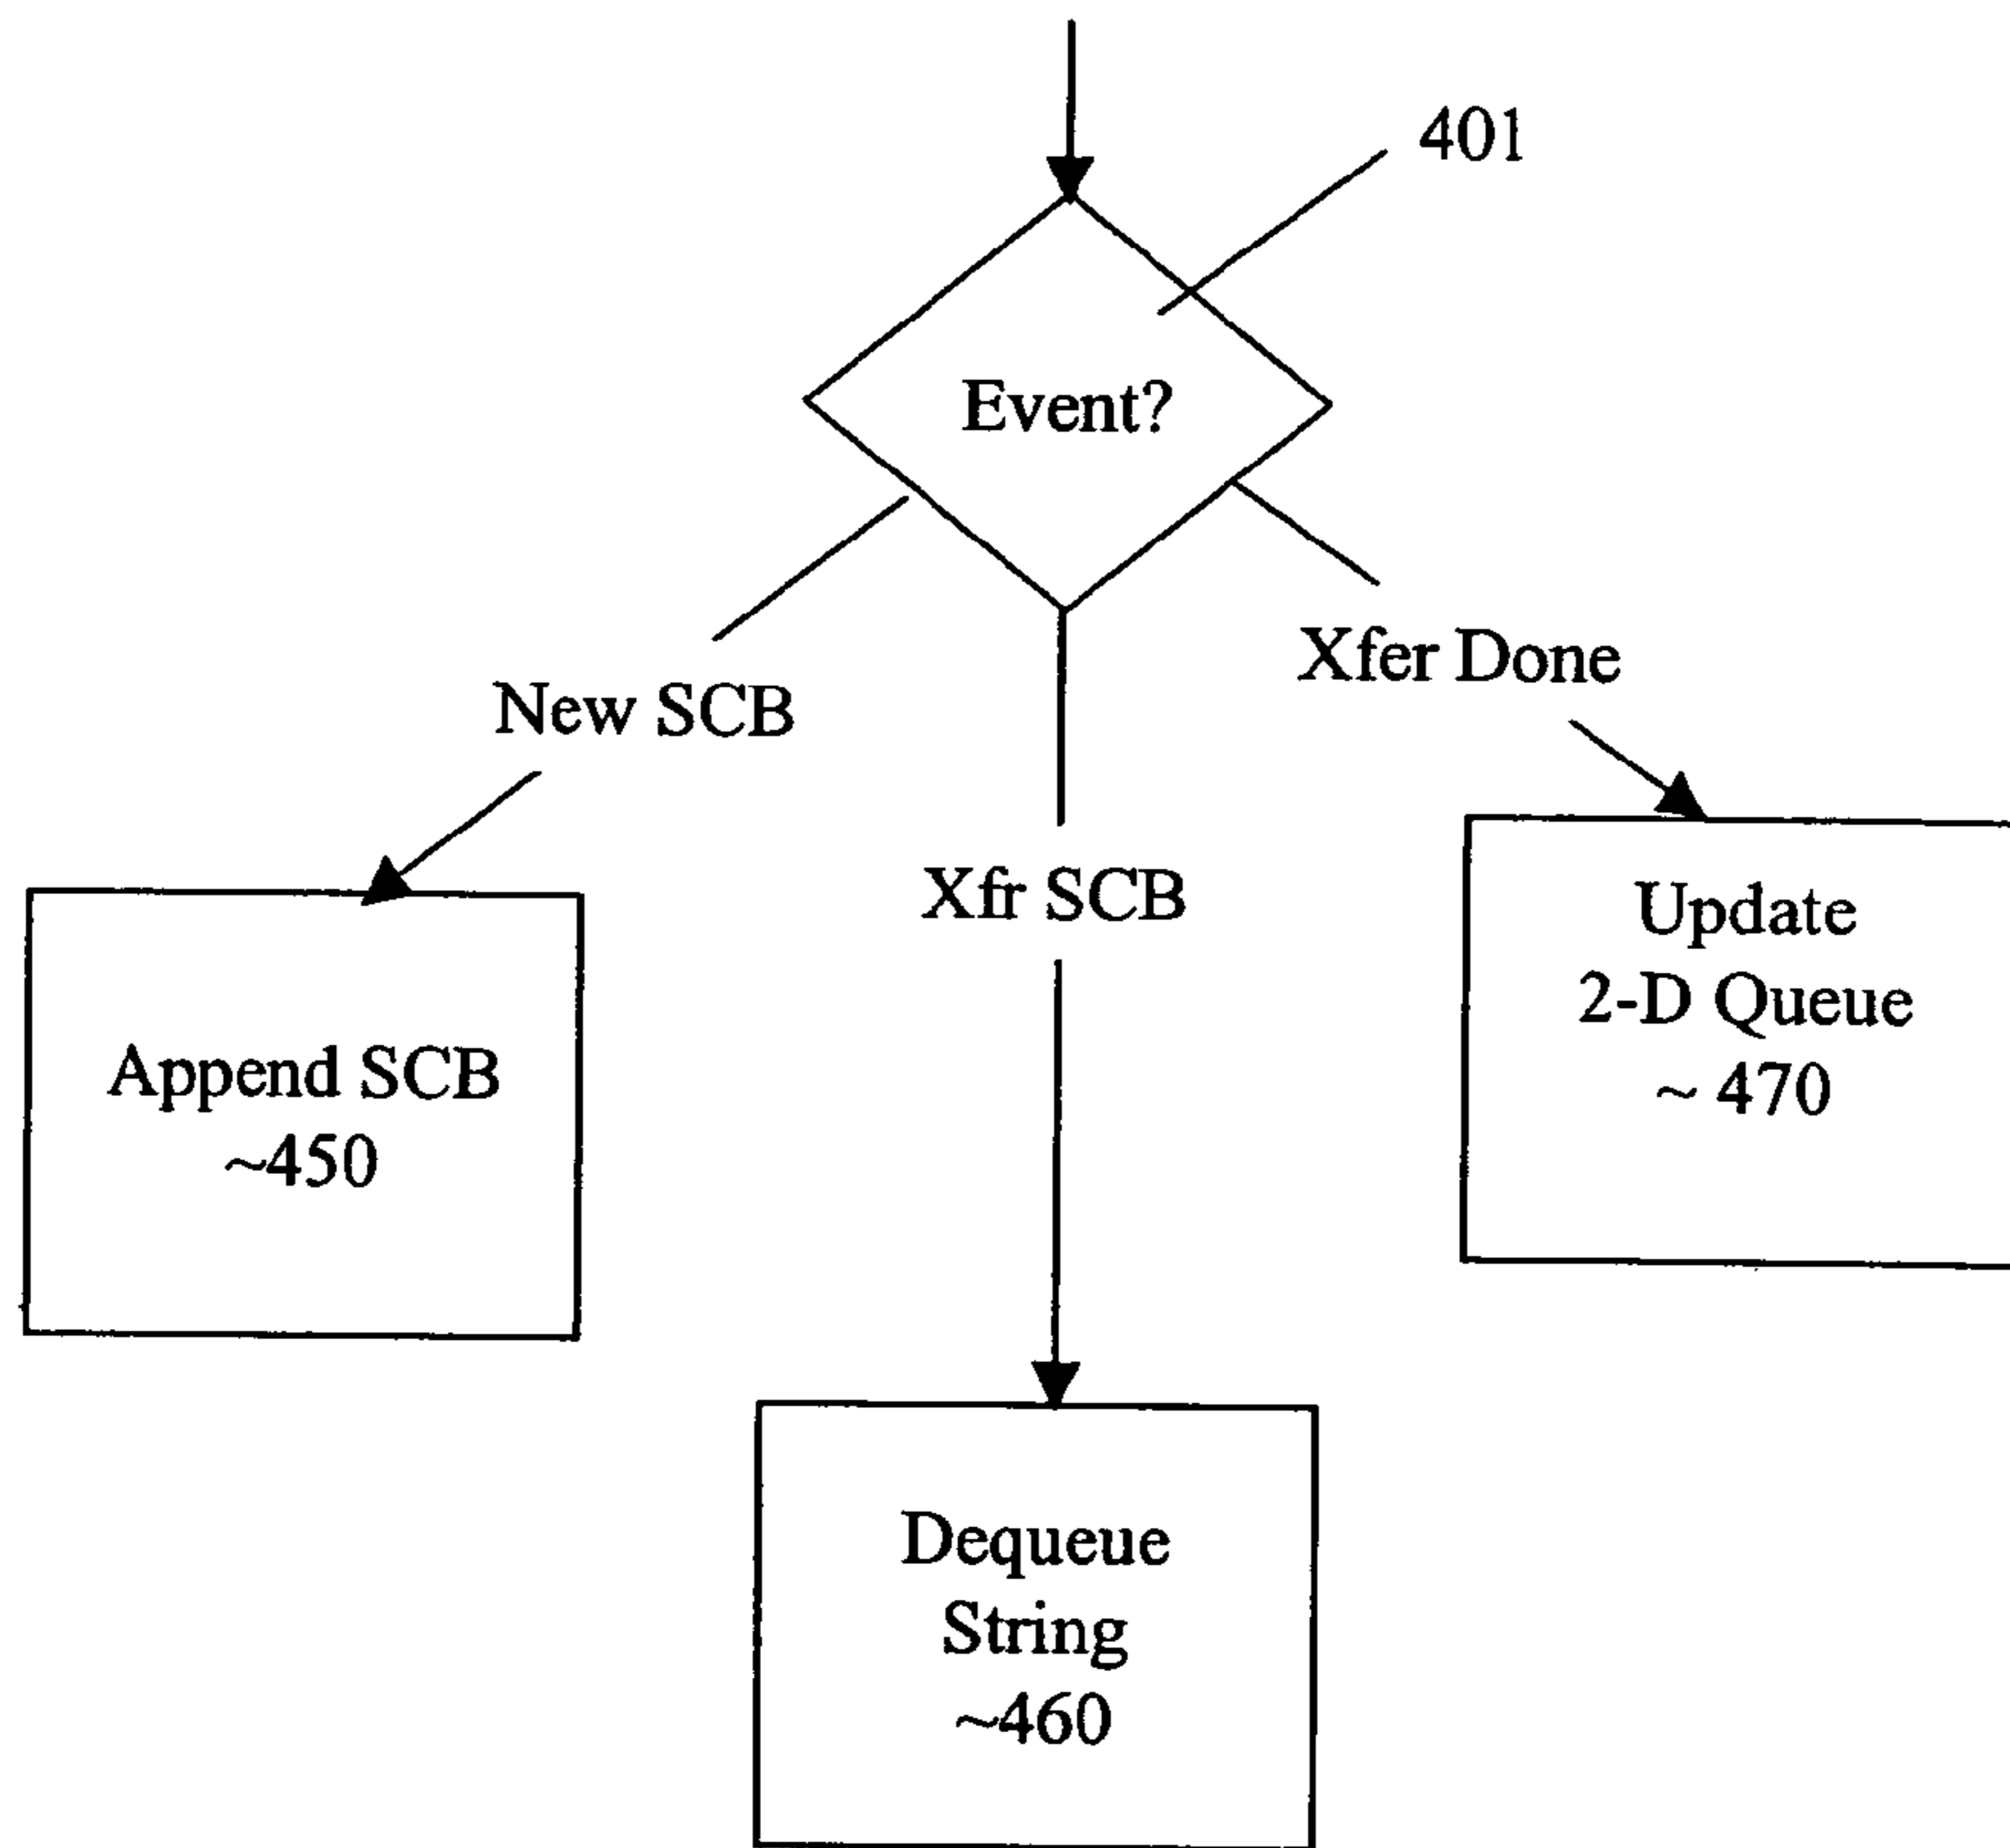 401
Event?
Xfer Done
New SCB
Xfr SCB
Update
2-D Queue
~ 470
Append SCB
~450
Dequeue
String
~460